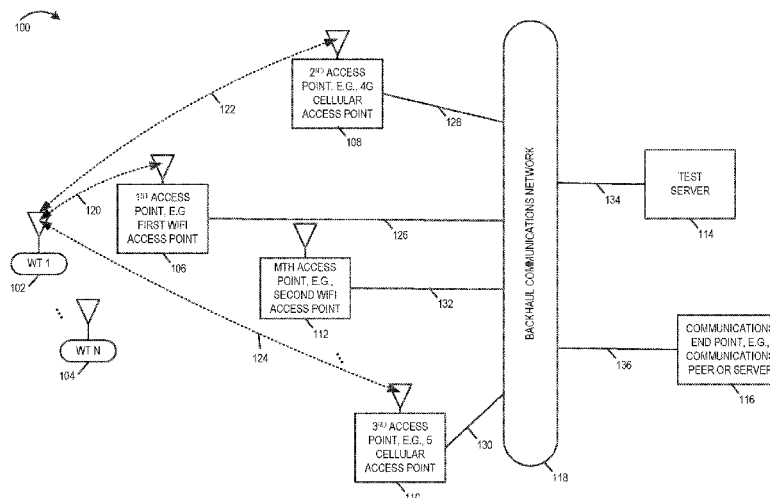 100
2ND ACCESS
POINT, E.G., 4G
CELLULAR
ACCESS POINT
108
122
128
120
1ST ACCESS
POINT, E.G
FIRST WIFI
ACCESS POINT
106
126
WT 1
102
MTH ACCESS
POINT, E.G.,
SECOND WIFI
ACCESS POINT
112
132
WT N
104
124
3RD ACCESS
POINT, E.G., 5
CELLULAR
ACCESS POINT
130
BACKHAUL COMMUNICATIONS NETWORK
118
134
TEST
SERVER
114
136
COMMUNICATIONS
END POINT, E.G.,
COMMUNICATIONS
PEER OR SERVER
116